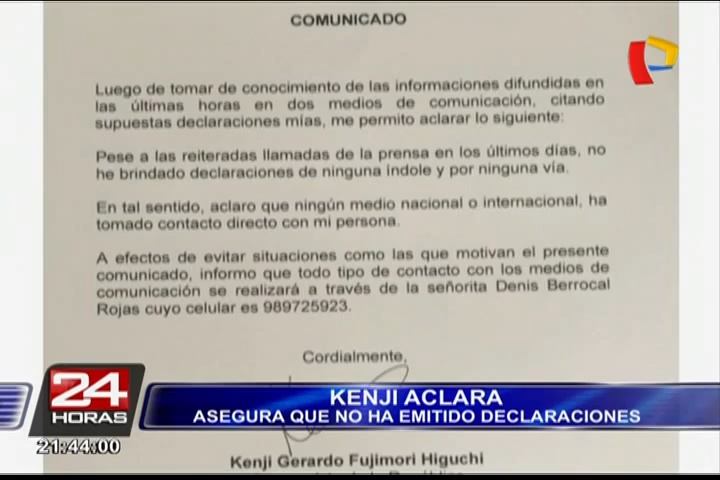 COMUNICADO
Luego de tomar de conocimiento de las informaciones difundidas en
las últimas horas en dos medios de comunicación, citando
supuestas declaraciones mías, me permito aclarar lo siguiente:
Pese a las reiteradas llamadas de la prensa en los últimos días, no
he brindado declaraciones de ninguna índole y por ninguna vía.
En tal sentido, aclaro que ningún medio nacional o internacional, ha
tomado contacto directo con mi persona.
A efectos de evitar situaciones como las que motivan el presente
comunicado, informo que todo tipo de contacto con los medios de
comunicación se realizará a través de la señorita Denis Berrocal
Rojas cuyo celular es 989725923.
Cordialmente,
24
HORAS
KENJI ACLARA
ASEGURA QUE NO HA EMITIDO DECLARACIONES
21:44:00
Kenji Gerardo Fujimori Higuchi